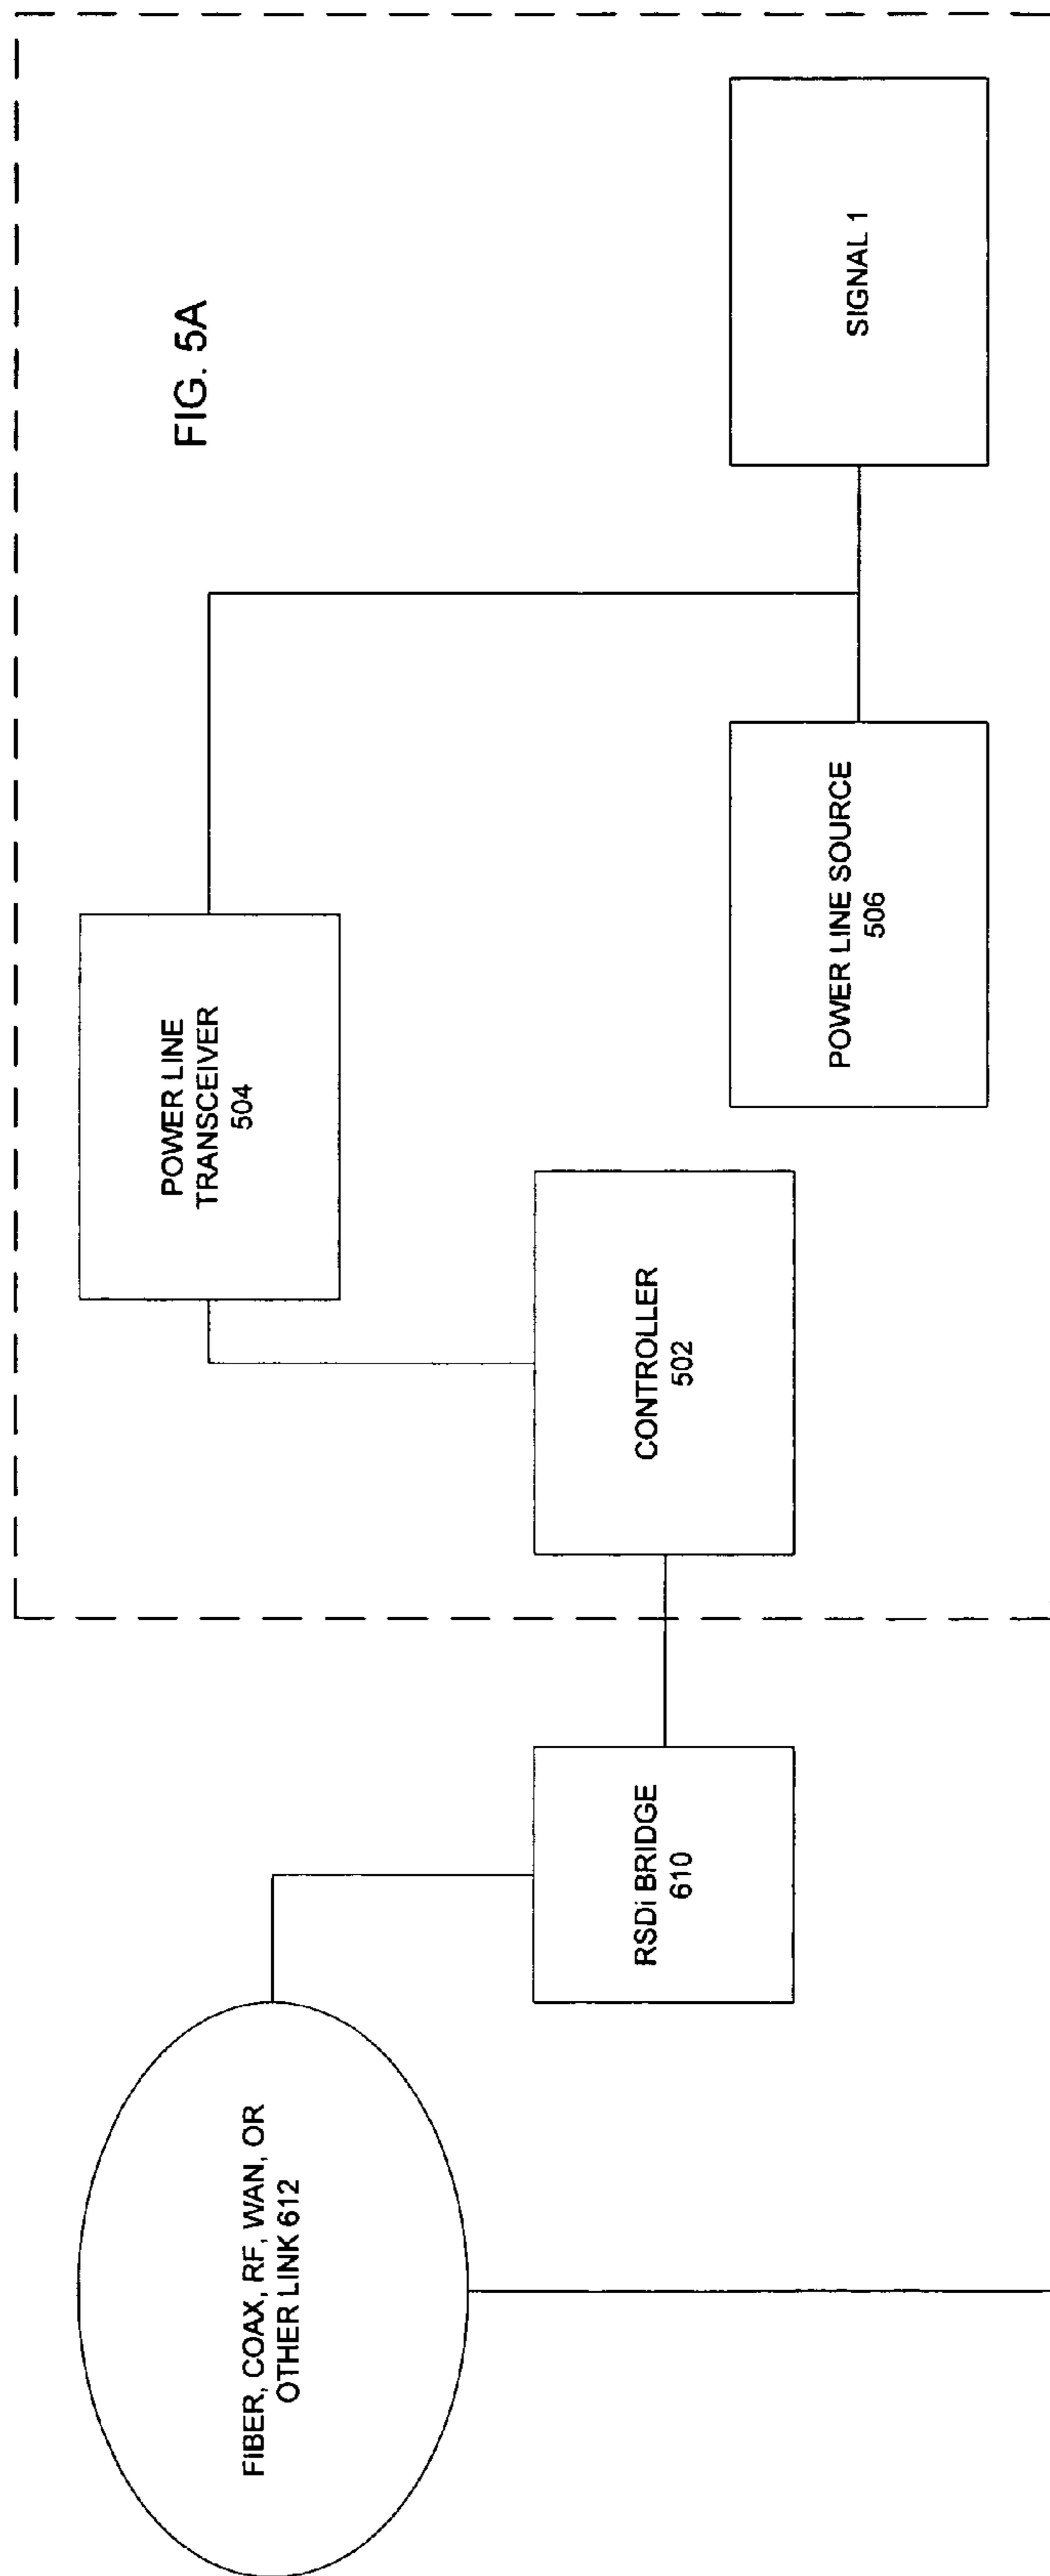 FIG. 5A
FIBER, COAX, RF, WAN, OR
OTHER LINK 612
POWER LINE
TRANSCEIVER
504
RSDi BRIDGE
610
CONTROLLER
502
POWER LINE SOURCE
506
SIGNAL 1